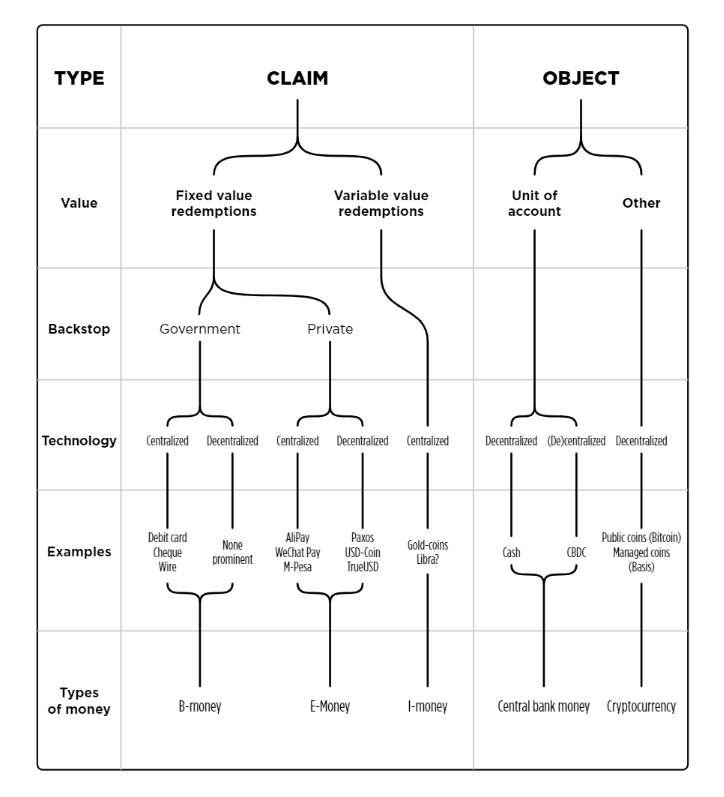 TYPE
CLAIM
OBJECT
Value
Fixed value
redemptions
Variable value
redemptions
Unit of
account
Other
Backstop
Government
Private
Technology
Centralized
Decentralized
Centralized
Decentralized
Centralized
Decentralized
(De)centralized
Decentralized
Examples
Debit card
Cheque
Wire
None
prominent
AliPay
WeChat Pay
M-Pesa
Paxos
USD-Coin
TrueUSD
Gold-coins
Libra?
Cash
CBDC
Public coins (Bitcoin)
Managed coins
(Basis)
Types
of money
B-money
E-Money
I-money
Central bank money
Cryptocurrency